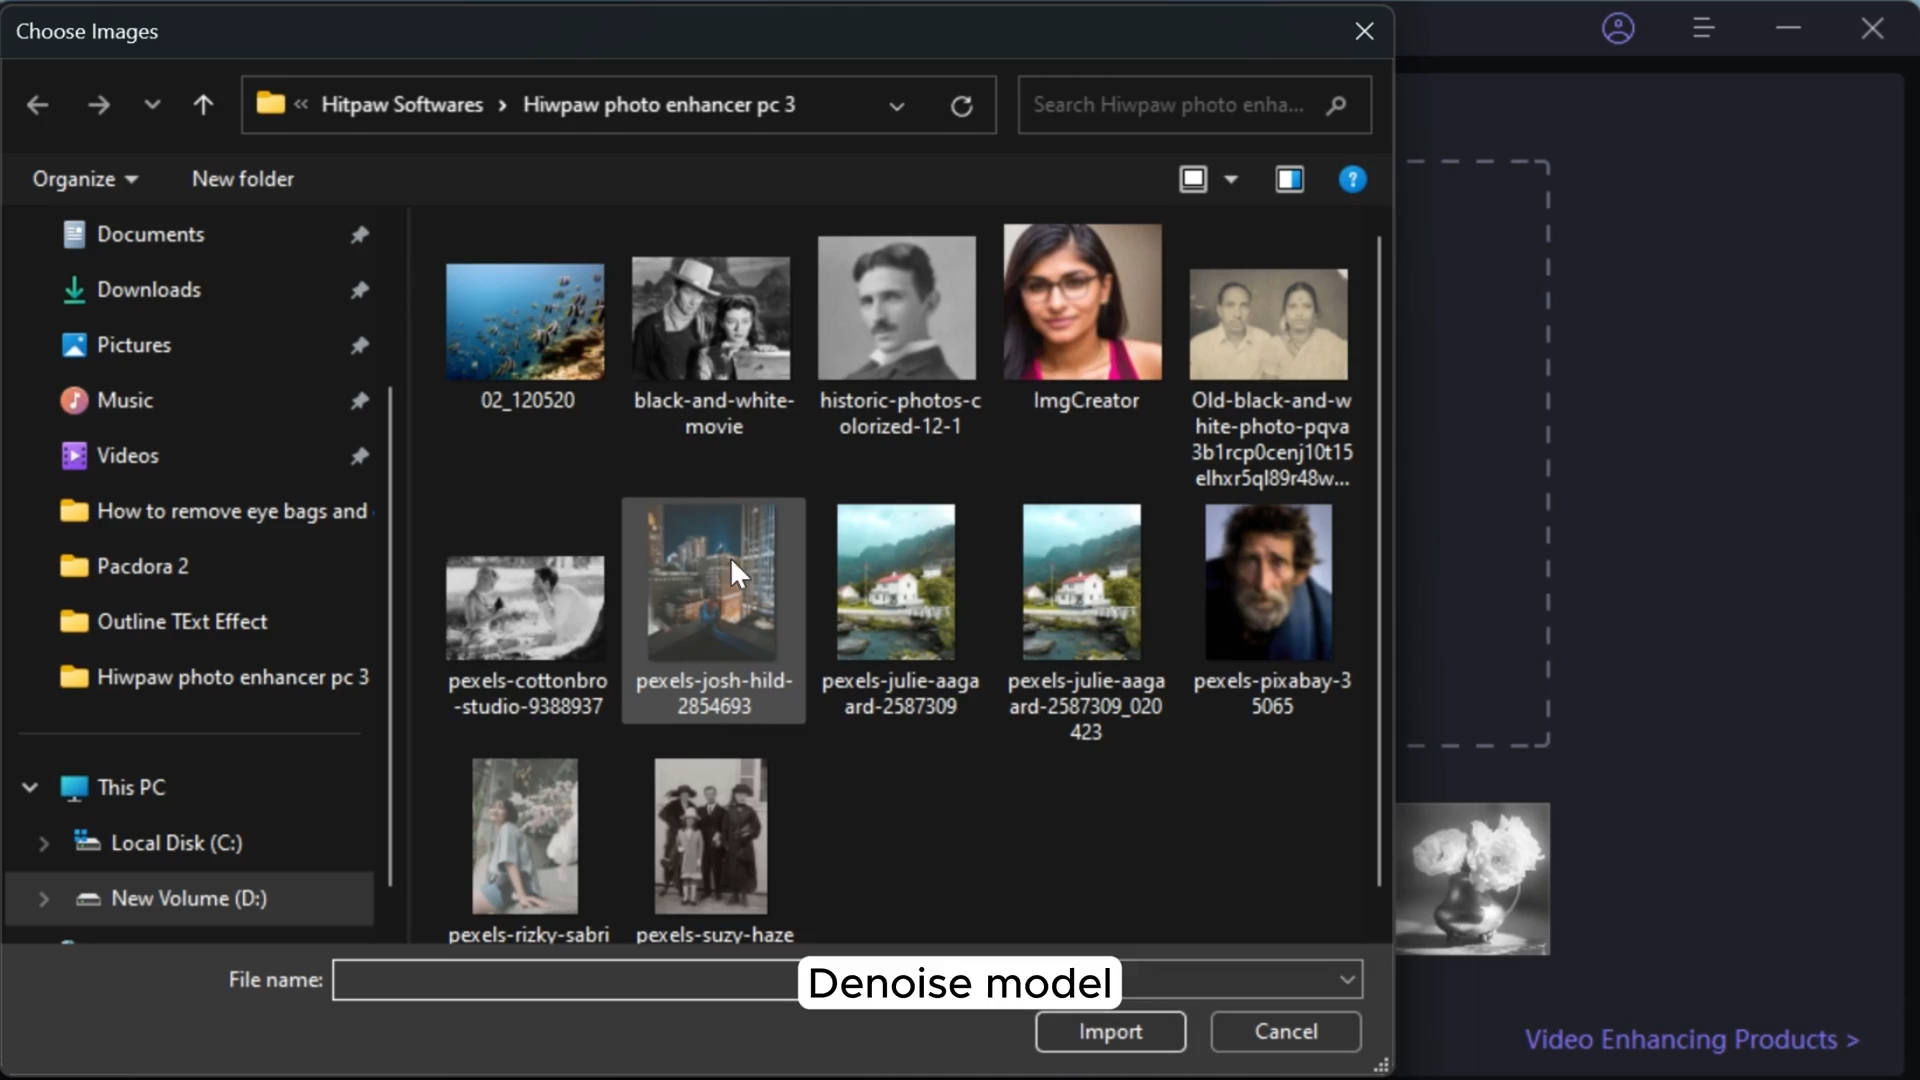 Choose Images
Hitpaw Softwares
Hiwpaw photo enhancer pc 3
Search Hiwpaw photo enha...
Organize
New folder
Documents
Downloads
Pictures
Music
Videos
How to remove eye bags and
Pacdora 2
Outline TExt Effect
Hiwpaw photo enhancer pc 3
This PC
Local Disk (C:)
New Volume (D:)
02_120520
black-and-white-
movie
historic-photos-c
olorized-12-1
ImgCreator
Old-black-and-w
hite-photo-pqva
3b1rcp0cenj10t15
elhxr5ql89r48w...
pexels-cottonbro
-studio-9388937
pexels-josh-hild-
2854693
pexels-julie-aaga
ard-2587309
pexels-julie-aaga
ard-2587309_020
423
pexels-pixabay-3
5065
pexels-rizky-sabri
pexels-suzy-haze
File name:
Denoise model
Import
Cancel
Video Enhancing Products >